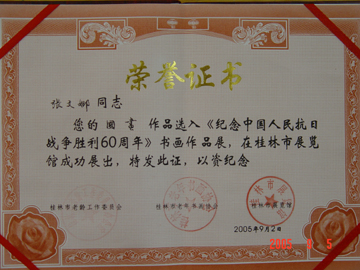 荣誉证书
张文娜 同志
您的 国画 作品选入《纪念中国人民抗日
战争胜利60周年》书画作品展，在桂林市展览
馆成功展出，特发此证，以资纪念
桂林市老龄工作委员会 桂林市老年书画协会 桂林市展览馆
2005年9月2日